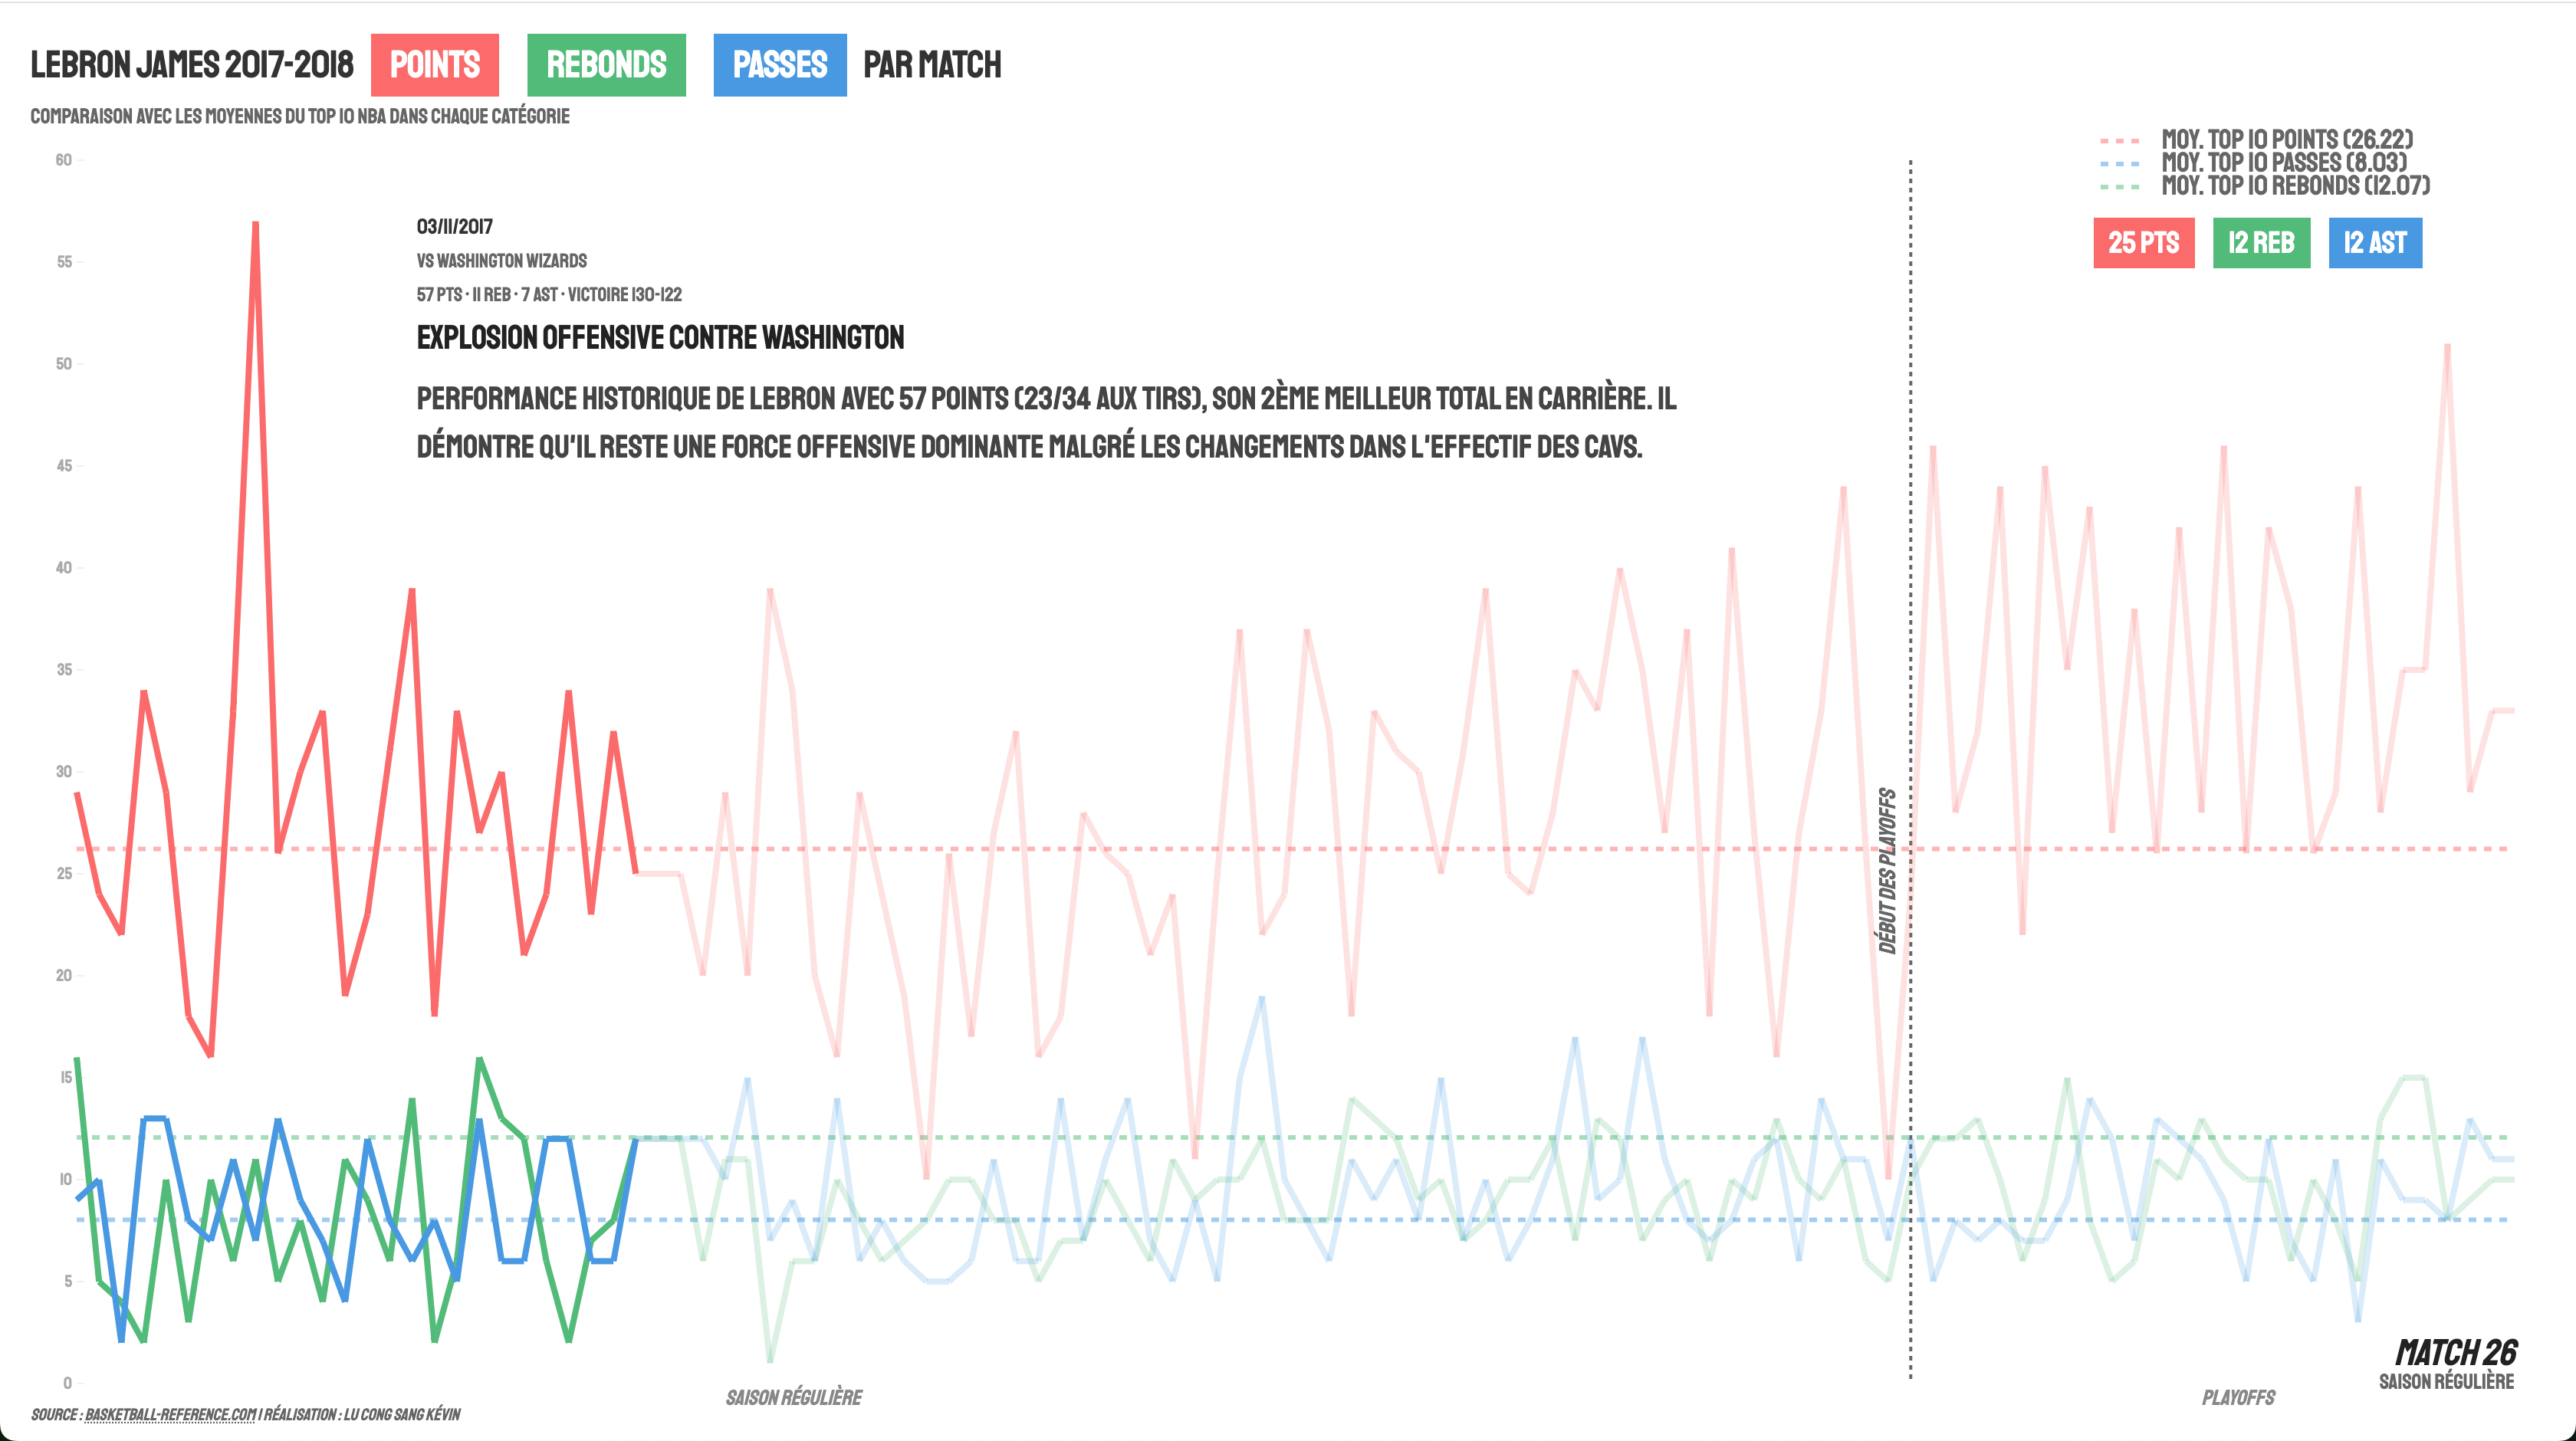 LEBRON JAMES 2017-2018 POINTS REBONDS PASSES PAR MATCH
COMPARAISON AVEC LES MOYENNES DU TOP 10 NBA DANS CHAQUE CATÉGORIE
MOY. TOP 10 POINTS (26.22)
MOY. TOP 10 PASSES (8.03)
MOY. TOP 10 REBONDS (12.07)
25 PTS 12 REB 12 AST
03/11/2017
VS WASHINGTON WIZARDS
57 PTS · 11 REB · 7 AST · VICTOIRE 130-122
EXPLOSION OFFENSIVE CONTRE WASHINGTON
PERFORMANCE HISTORIQUE DE LEBRON AVEC 57 POINTS (23/34 AUX TIRS), SON 2ÈME MEILLEUR TOTAL EN CARRIÈRE. IL
DÉMONTRE QU'IL RESTE UNE FORCE OFFENSIVE DOMINANTE MALGRÉ LES CHANGEMENTS DANS L'EFFECTIF DES CAVS.
60
55
50
45
40
35
30
25
20
15
10
5
0
DÉBUT DES PLAYOFFS
SAISON RÉGULIÈRE
PLAYOFFS
MATCH 26
SAISON RÉGULIÈRE
SOURCE : BASKETBALL-REFERENCE.COM | RÉALISATION : LU CONG SANG KÉVIN